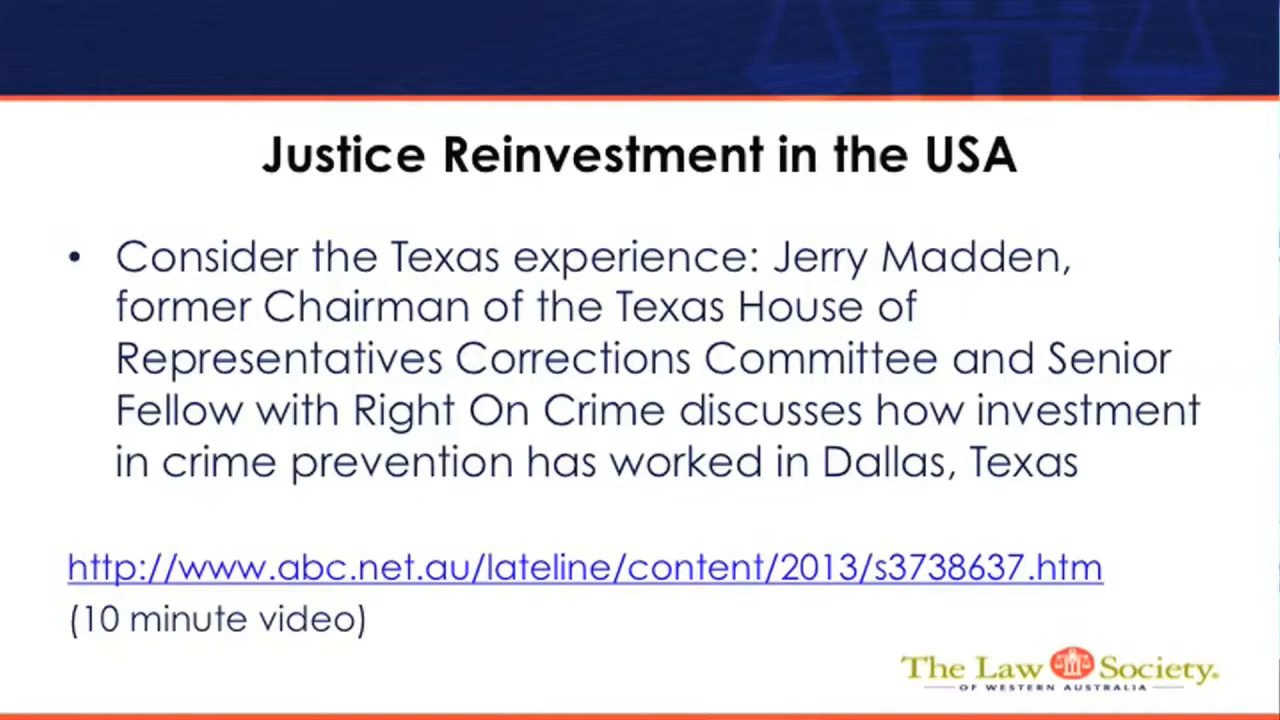 Justice Reinvestment in the USA
• Consider the Texas experience: Jerry Madden,
former Chairman of the Texas House of
Representatives Corrections Committee and Senior
Fellow with Right On Crime discusses how investment
in crime prevention has worked in Dallas, Texas
http://www.abc.net.au/lateline/content/2013/s3738637.htm
(10 minute video)
The Law Society
OF WESTERN AUSTRALIA